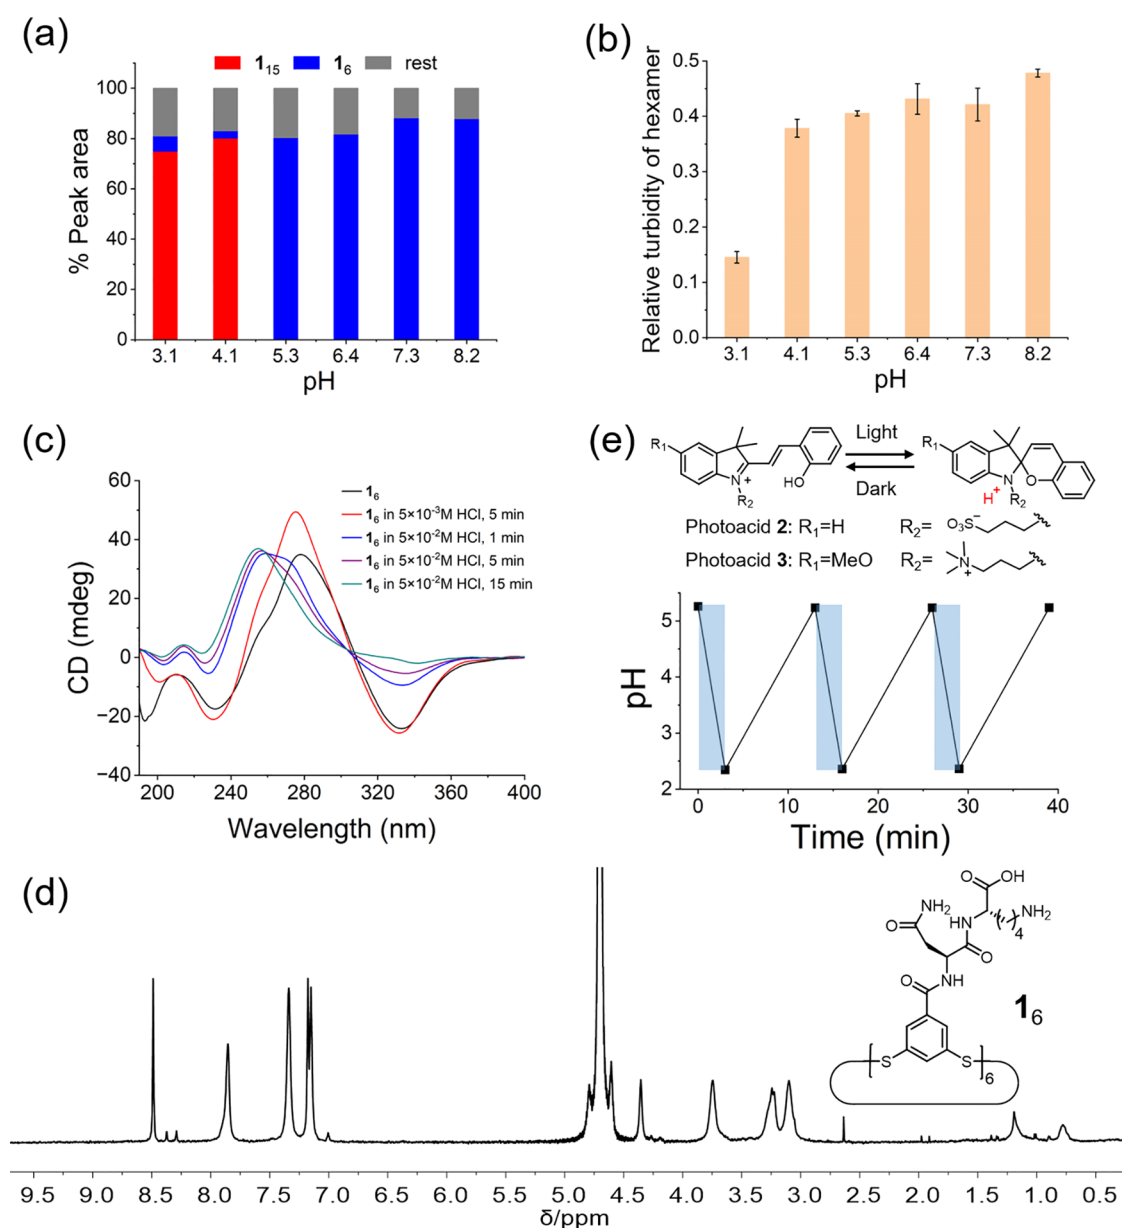 (a)
1₁₅ 1₆ rest
100
80
60
40
20
0
% Peak area
3.1 4.1 5.3 6.4 7.3 8.2
pH
(b)
0.5
0.4
0.3
0.2
0.1
0.0
Relative turbidity of hexamer
3.1 4.1 5.3 6.4 7.3 8.2
pH
(c)
60
40
20
0
−20
−40
CD (mdeg)
1₆
1₆ in 5×10⁻³M HCl, 5 min
1₆ in 5×10⁻²M HCl, 1 min
1₆ in 5×10⁻²M HCl, 5 min
1₆ in 5×10⁻²M HCl, 15 min
200 240 280 320 360 400
Wavelength (nm)
(e)
R₁ N⁺ R₂ HO
Light
Dark
R₁ N O R₂ H⁺
Photoacid 2: R₁=H R₂= O₃S⁻
Photoacid 3: R₁=MeO R₂= N⁺
5
4
3
2
pH
0 10 20 30 40
Time (min)
(d)
O OH
NH₂ HN NH₂
O 4
O
O NH
1₆
S S 6
9.5 9.0 8.5 8.0 7.5 7.0 6.5 6.0 5.5 5.0 4.5 4.0 3.5 3.0 2.5 2.0 1.5 1.0 0.5
δ/ppm